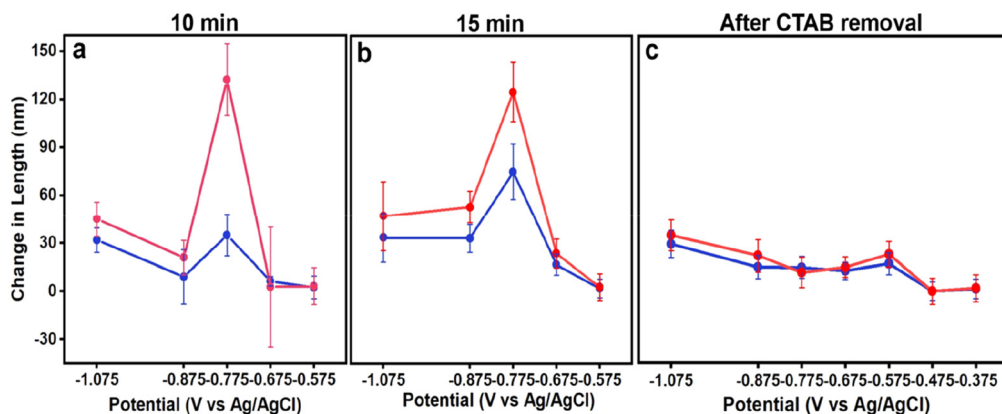 10 min
15 min
After CTAB removal
a
b
c
Change in Length (nm)
150
120
90
60
30
0
-30
-1.075
-0.875
-0.775
-0.675
-0.575
-1.075
-0.875
-0.775
-0.675
-0.575
-1.075
-0.875
-0.775
-0.675
-0.575
-0.475
-0.375
Potential (V vs Ag/AgCl)
Potential (V vs Ag/AgCl)
Potential (V vs Ag/AgCl)